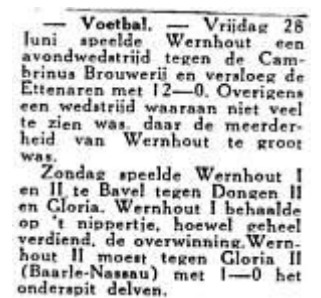 — Voetbal. — Vrijdag 28
Juni speelde Wernhout een
avondwedstrijd tegen de Cam-
brinus Brouwerij en versloeg de
Ettenaren met 12—0. Overigens
een wedstrijd waaraan niet veel
te zien was, daar de meerder-
heid van Wernhout te groot
was.
Zondag speelde Wernhout I
en II te Bavel tegen Dongen II
en Gloria. Wernhout I behaalde
op 't nippertje, hoewel geheel
verdiend, de overwinning.Wern-
hout II moest tegen Gloria II
(Baarle-Nassau) met 1—0 het
onderspit delven.